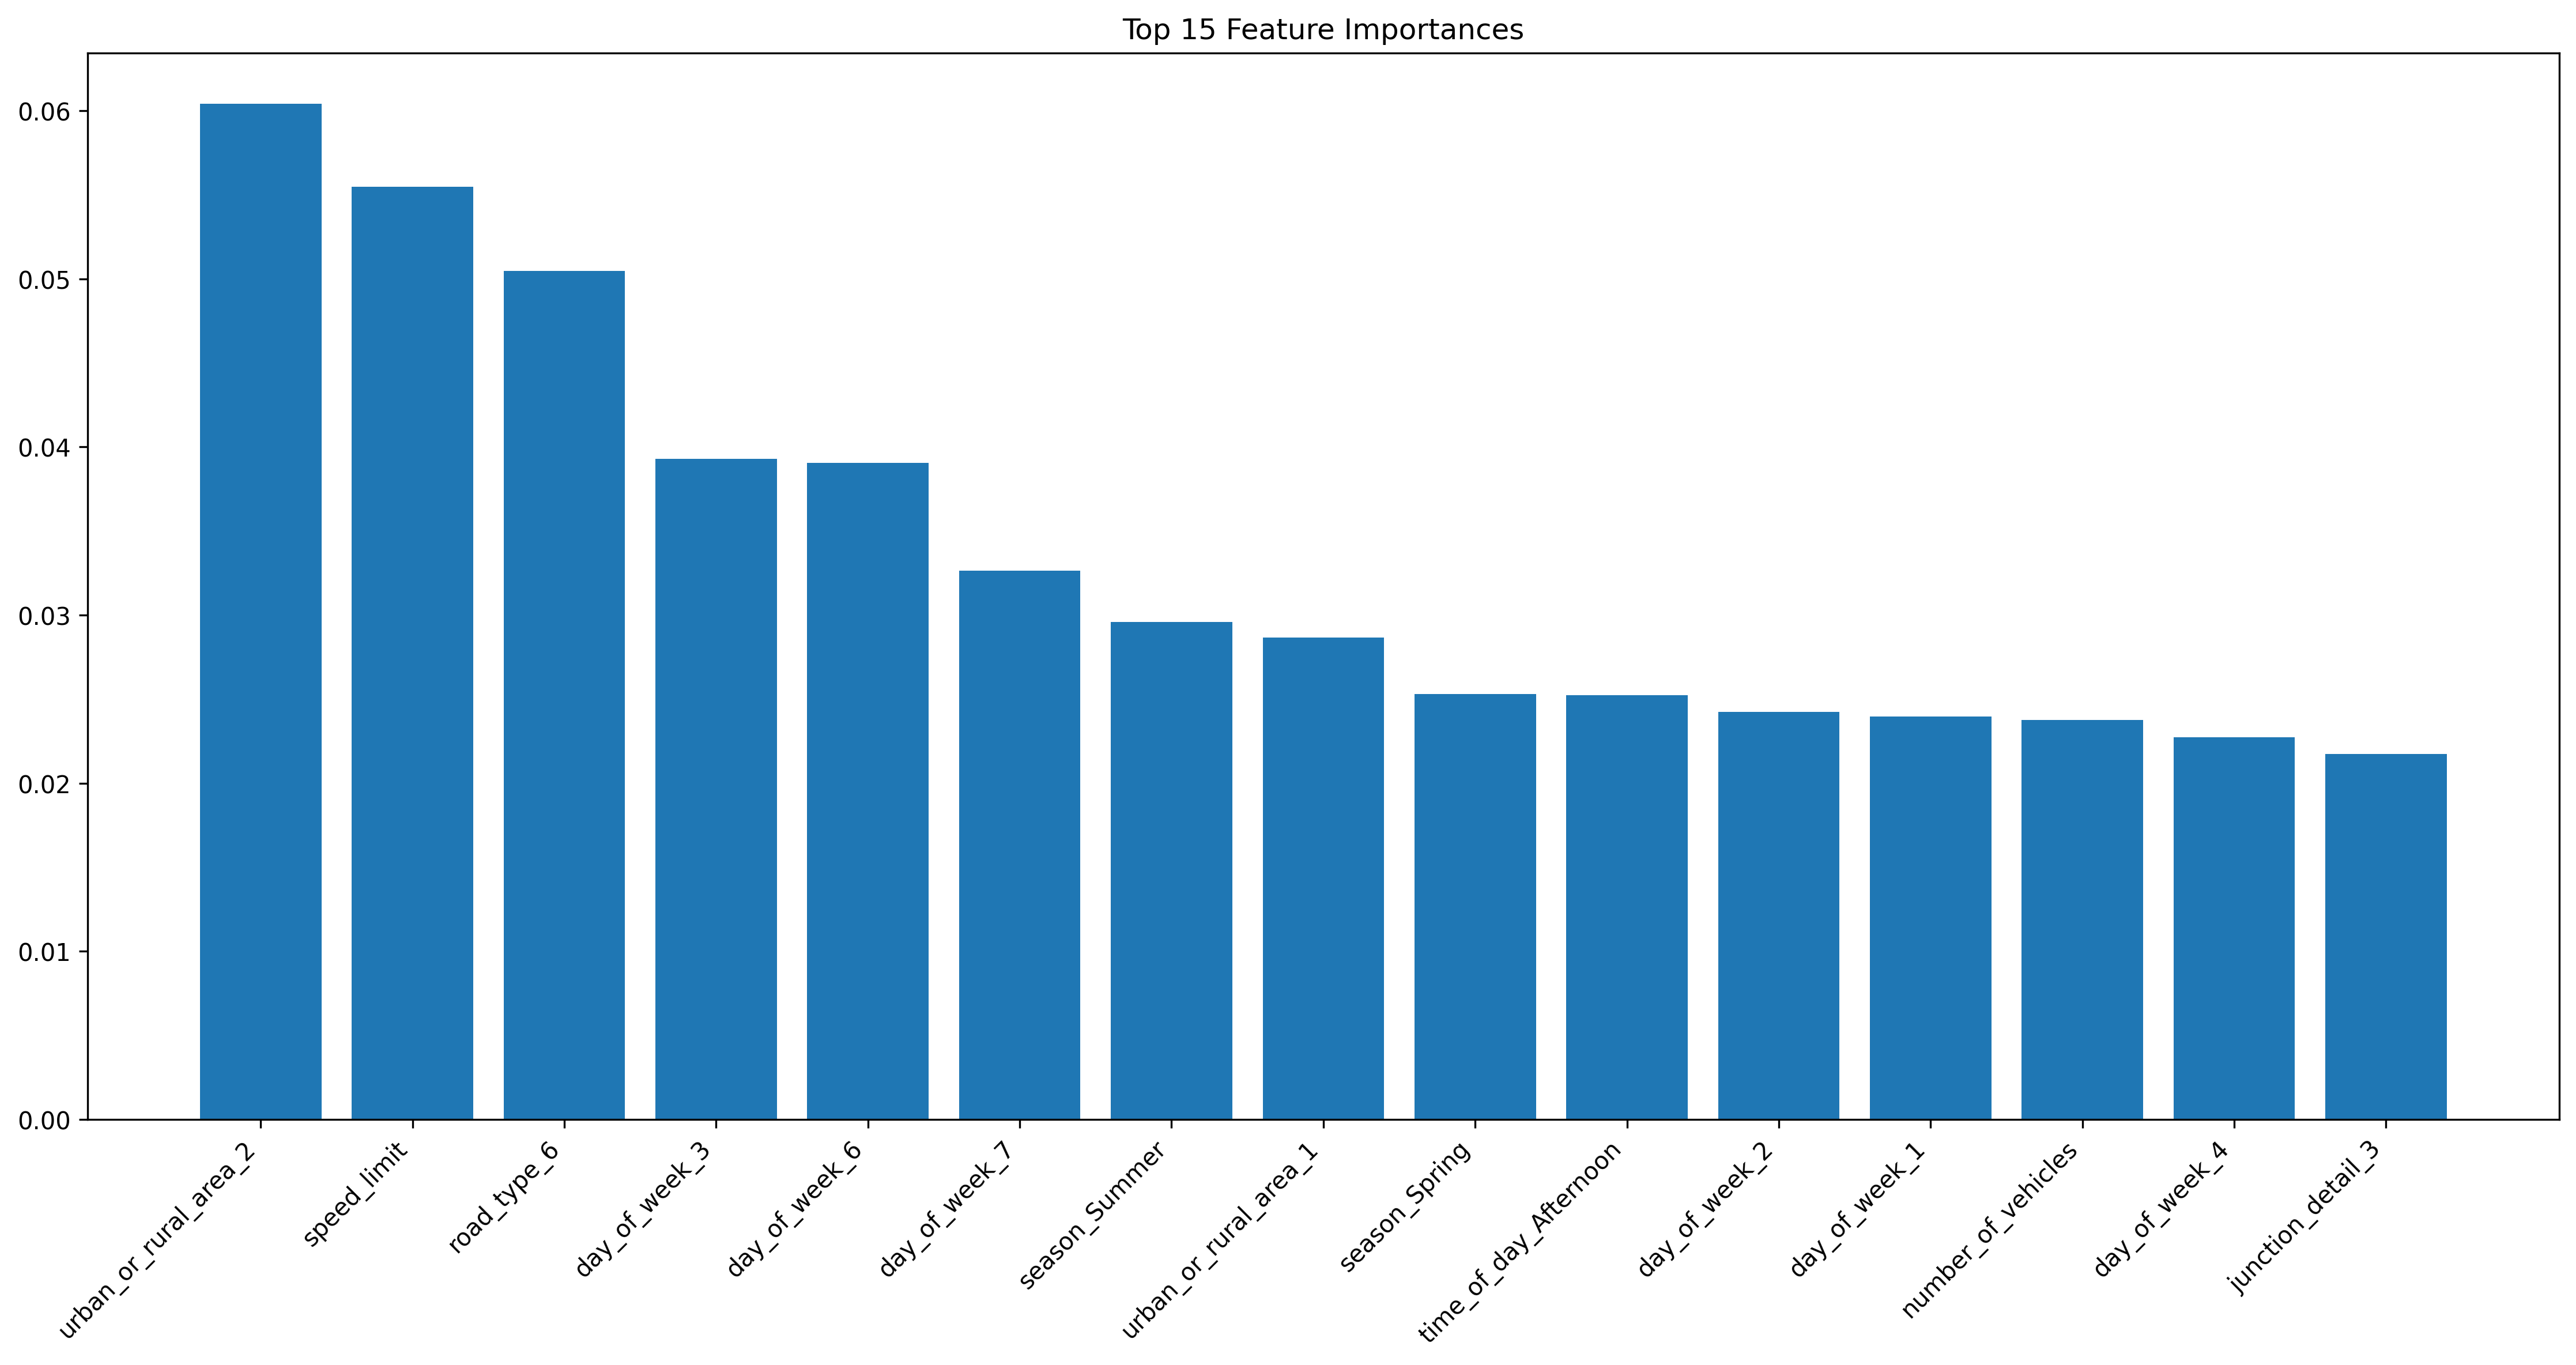 Top 15 Feature Importances
0.06
0.05
0.04
0.03
0.02
0.01
0.00
urban_or_rural_area_2
speed_limit
road_type_6
day_of_week_3
day_of_week_6
day_of_week_7
season_Summer
urban_or_rural_area_1
season_Spring
time_of_day_Afternoon
day_of_week_2
day_of_week_1
number_of_vehicles
day_of_week_4
junction_detail_3